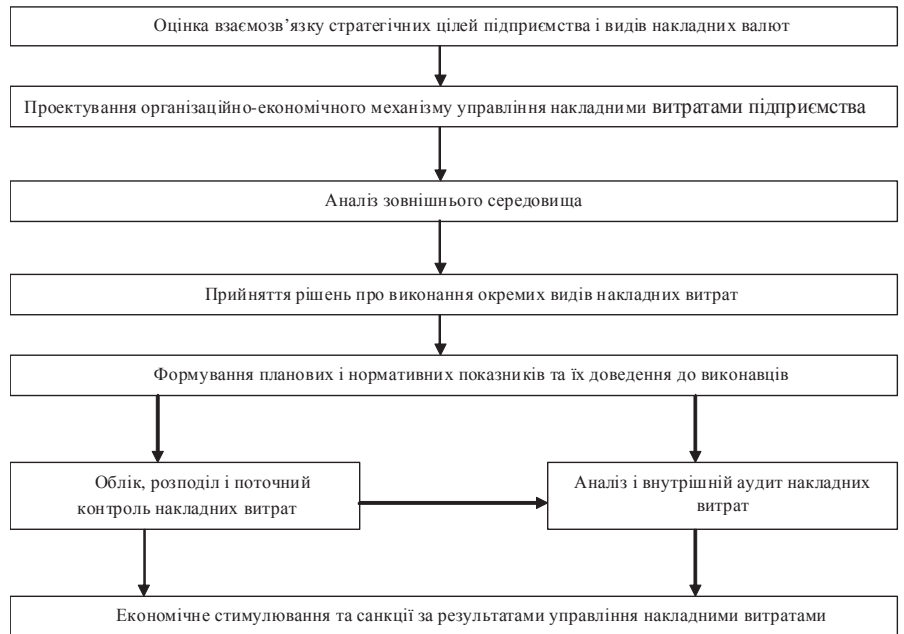 Оцінка взаємозв’язку стратегічних цілей підприємства і видів накладних валют
Проектування організаційно-економічного механізму управління накладними витратами підприємства
Аналіз зовнішнього середовища
Прийняття рішень про виконання окремих видів накладних витрат
Формування планових і нормативних показників та їх доведення до виконавців
Облік, розподіл і поточний
контроль накладних витрат
Аналіз і внутрішній аудит накладних
витрат
Економічне стимулювання та санкції за результатами управління накладними витратами